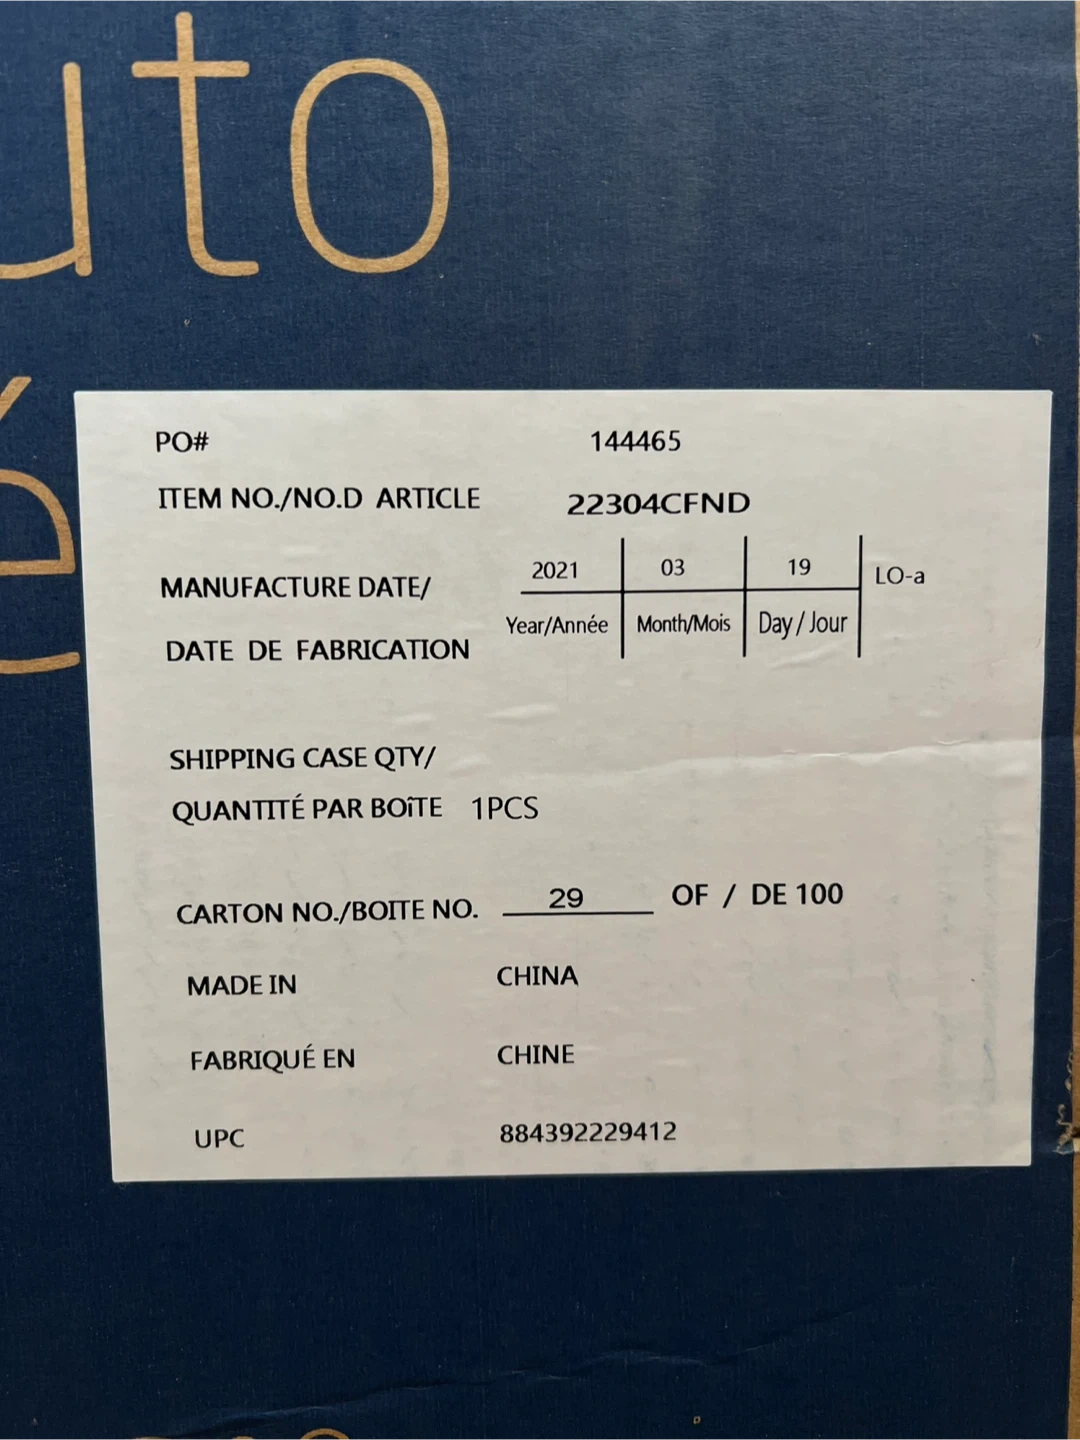 uto
é
PO# 144465
ITEM NO./NO.D ARTICLE 22304CFND
MANUFACTURE DATE/ 2021 03 19 LO-a
Year/Année Month/Mois Day / Jour
DATE DE FABRICATION
SHIPPING CASE QTY/
QUANTITÉ PAR BOîTE 1PCS
CARTON NO./BOITE NO. 29 OF / DE 100
MADE IN CHINA
FABRIQUÉ EN CHINE
UPC 884392229412